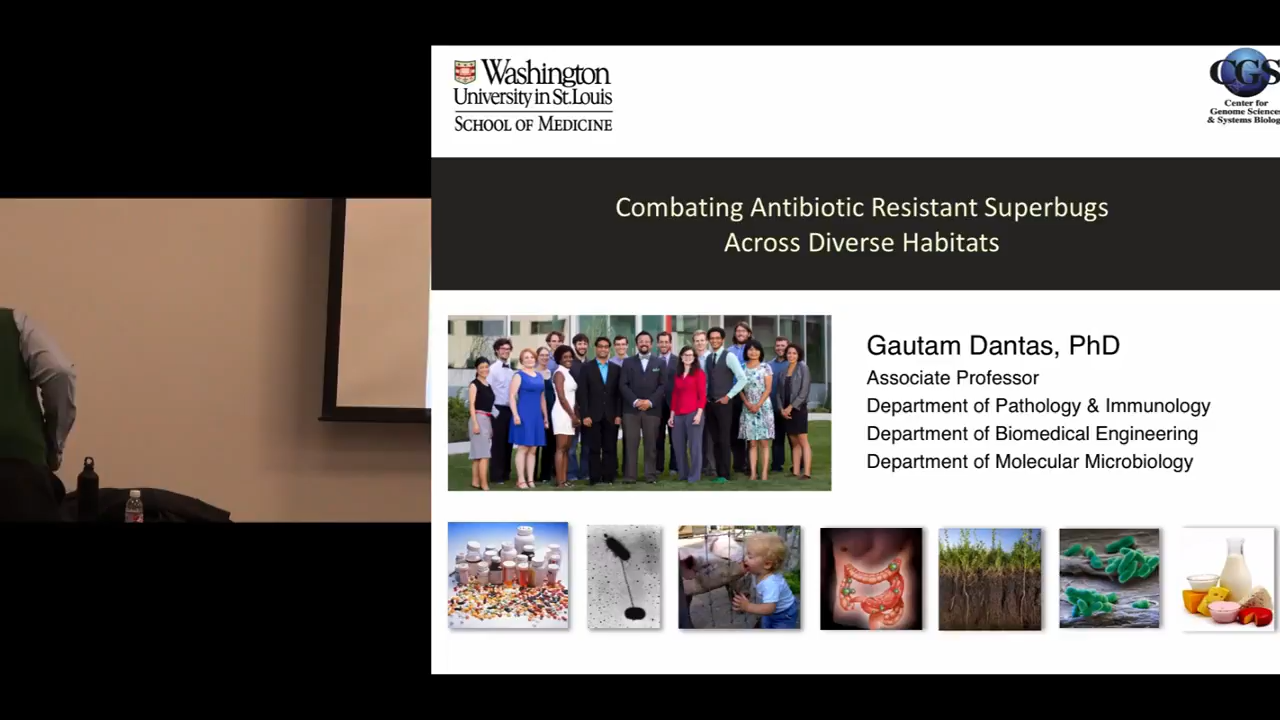 Washington
University in St. Louis
SCHOOL OF MEDICINE
CGS
Center for
Genome Sciences
& Systems Biolog
Combating Antibiotic Resistant Superbugs
Across Diverse Habitats
Gautam Dantas, PhD
Associate Professor
Department of Pathology & Immunology
Department of Biomedical Engineering
Department of Molecular Microbiology